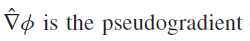 ∇̂ϕ is the pseudogradient